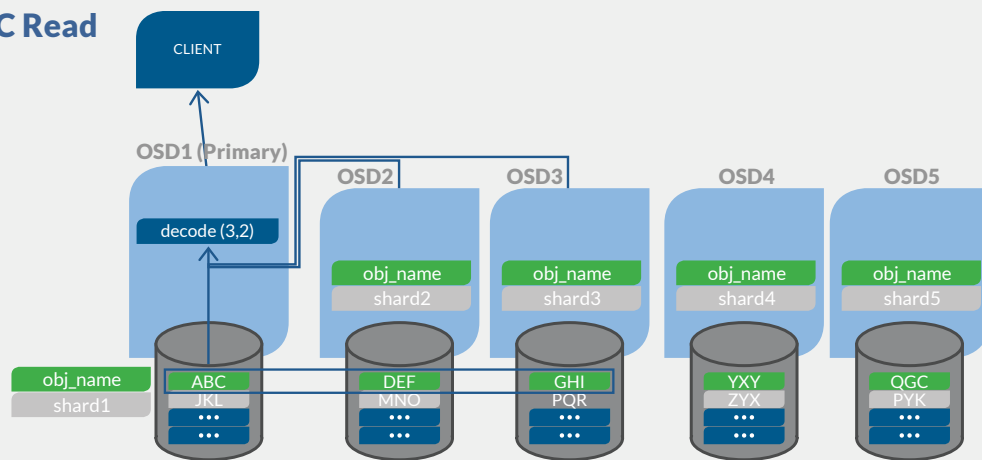 C Read
CLIENT
OSD1 (Primary)
OSD2
OSD3
OSD4
OSD5
decode (3,2)
obj_name
shard2
obj_name
shard3
obj_name
shard4
obj_name
shard5
obj_name
shard1
ABC
JKL
...
...
DEF
MNO
...
...
GHI
PQR
...
...
YXY
ZYX
...
...
QGC
PYK
...
...